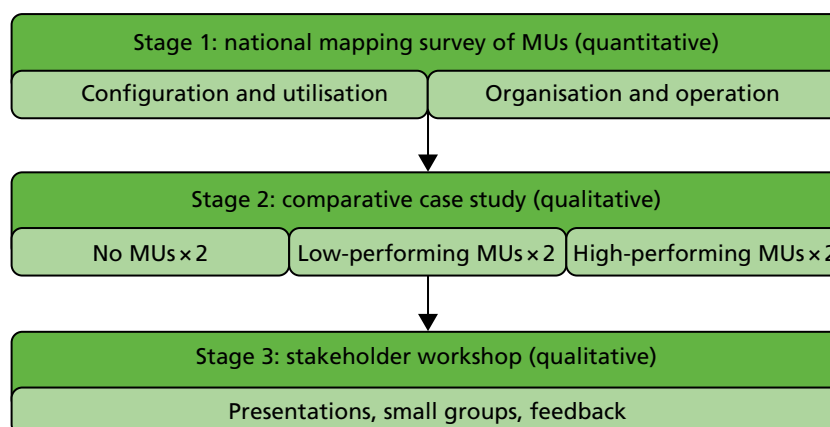 Stage 1: national mapping survey of MUs (quantitative)
Configuration and utilisation
Organisation and operation
Stage 2: comparative case study (qualitative)
No MUs × 2
Low-performing MUs × 2
High-performing MUs × 2
Stage 3: stakeholder workshop (qualitative)
Presentations, small groups, feedback